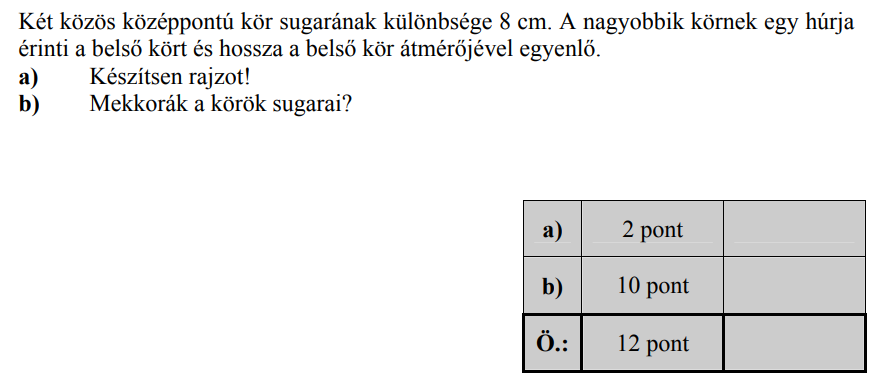 Két közös középpontú kör sugarának különbsége 8 cm. A nagyobbik körnek egy húrja
érinti a belső kört és hossza a belső kör átmérőjével egyenlő.
a) Készítsen rajzot!
b) Mekkorák a körök sugarai?
a) 2 pont
b) 10 pont
Ö.: 12 pont